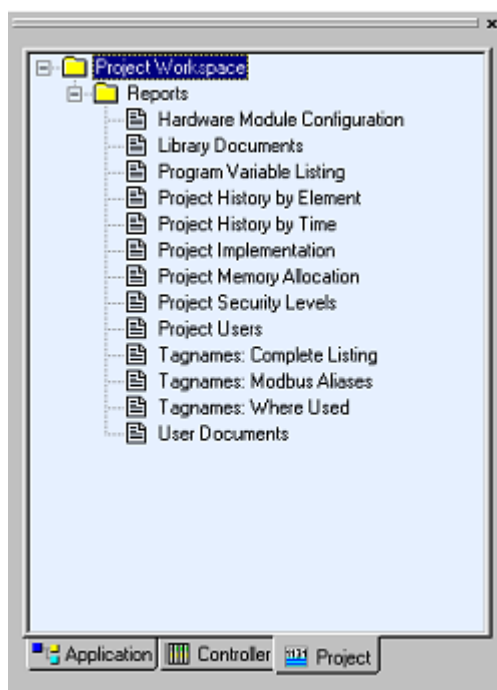 Project Workspace
Reports
Hardware Module Configuration
Library Documents
Program Variable Listing
Project History by Element
Project History by Time
Project Implementation
Project Memory Allocation
Project Security Levels
Project Users
Tagnames: Complete Listing
Tagnames: Modbus Aliases
Tagnames: Where Used
User Documents
Application Controller 1131 Project